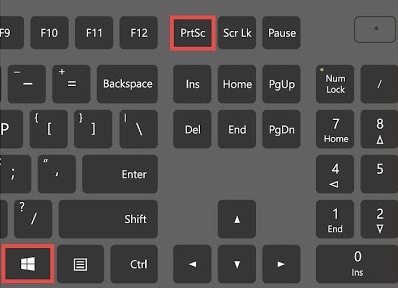 F9 F10 F11 F12 PrtSc Scr Lk Pause
– – + = Backspace Ins Home PgUp Num Lock /
P { [ } ] | \ Del End PgDn 7 Home 8
: ; " ' Enter 4 5
? / Shift 1 End 2
Ctrl 0 Ins